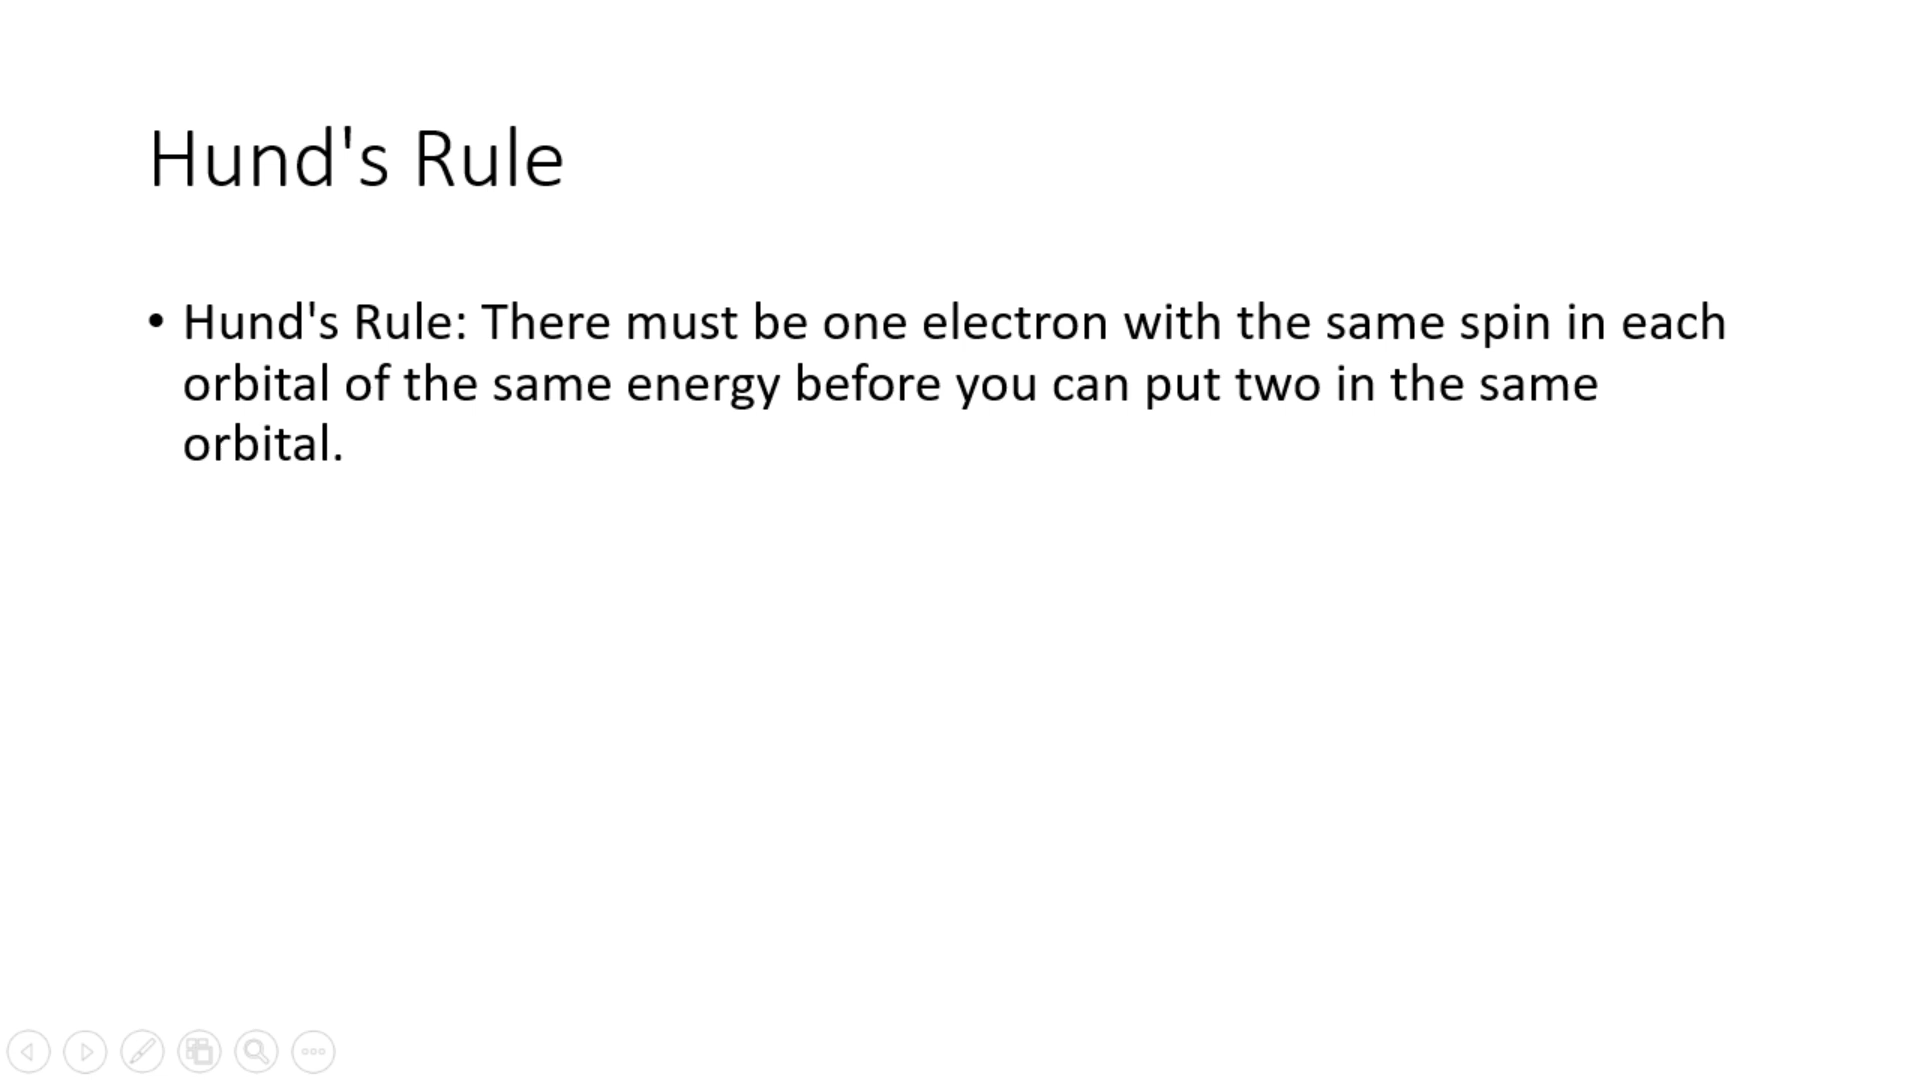 Hund's Rule
• Hund's Rule: There must be one electron with the same spin in each
orbital of the same energy before you can put two in the same
orbital.